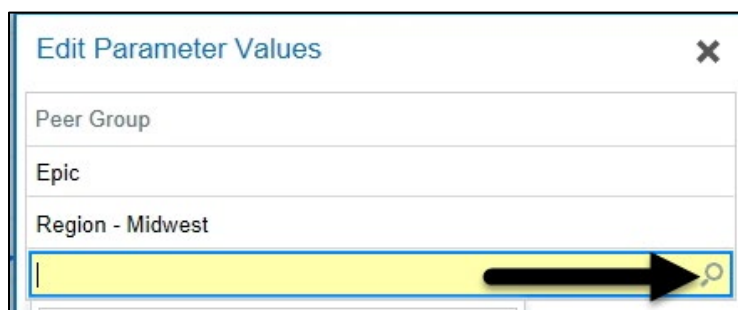 Edit Parameter Values
Peer Group
Epic
Region - Midwest